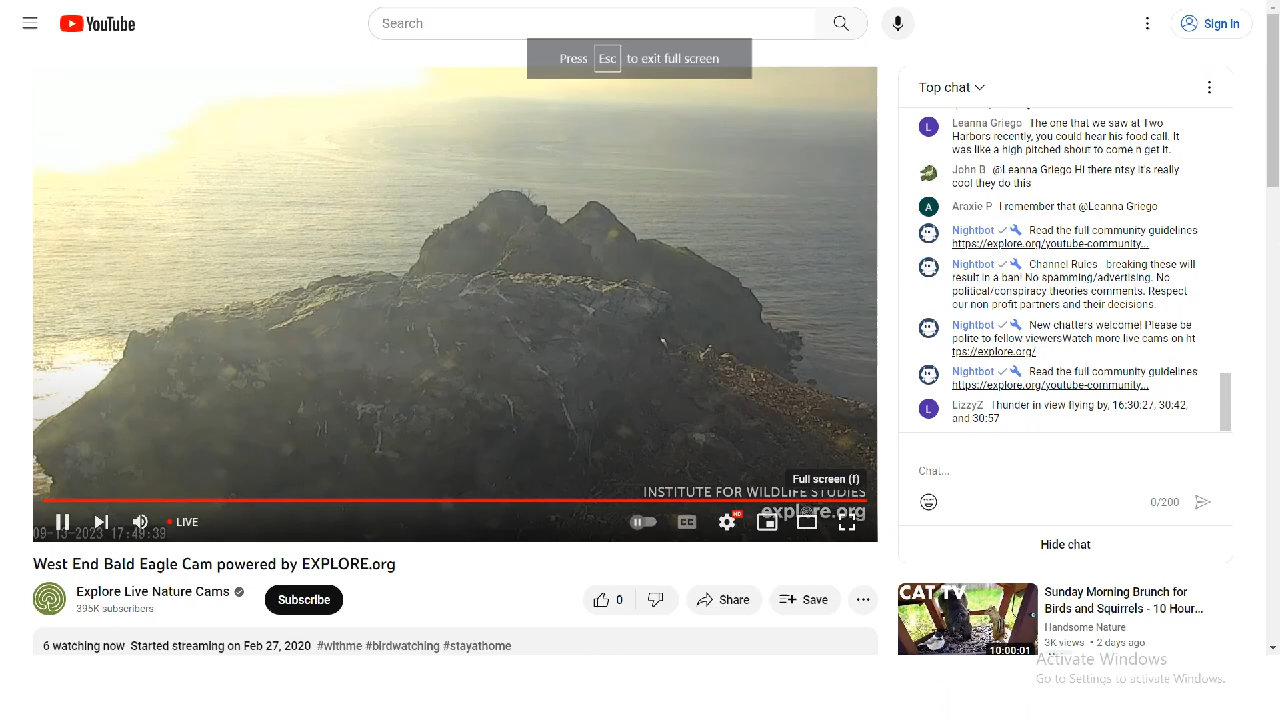 YouTube
Search
Sign in
Press Esc to exit full screen
Top chat
Leanna Griego The one that we saw at Two
Harbors recently, you could hear his food call. It
was like a high pitched shout to come n get it.
John B @Leanna Griego Hi there ntsy it's really
cool they do this
Araxie P I remember that @Leanna Griego
Nightbot Read the full community guidelines
https://explore.org/youtube-community...
Nightbot Channel Rules - breaking these will
result in a ban! No spamming/advertising. No
political/conspiracy theories comments. Respect
our non profit partners and their decisions.
Nightbot New chatters welcome! Please be
polite to fellow viewersWatch more live cams on ht
tps://explore.org/
Nightbot Read the full community guidelines
https://explore.org/youtube-community...
LizzyZ Thunder in view flying by, 16:30:27, 30:42,
and 30:57
Chat...
0/200
Hide chat
Full screen (f)
INSTITUTE FOR WILDLIFE STUDIES
explore.org
LIVE
CC
HD
09-13-2023 17:49:39
West End Bald Eagle Cam powered by EXPLORE.org
Explore Live Nature Cams
395K subscribers
Subscribe
0
Share
Save
6 watching now Started streaming on Feb 27, 2020 #withme #birdwatching #stayathome
CAT TV
10:00:01
Sunday Morning Brunch for
Birds and Squirrels - 10 Hour...
Handsome Nature
3K views • 2 days ago
Activate Windows
Go to Settings to activate Windows.